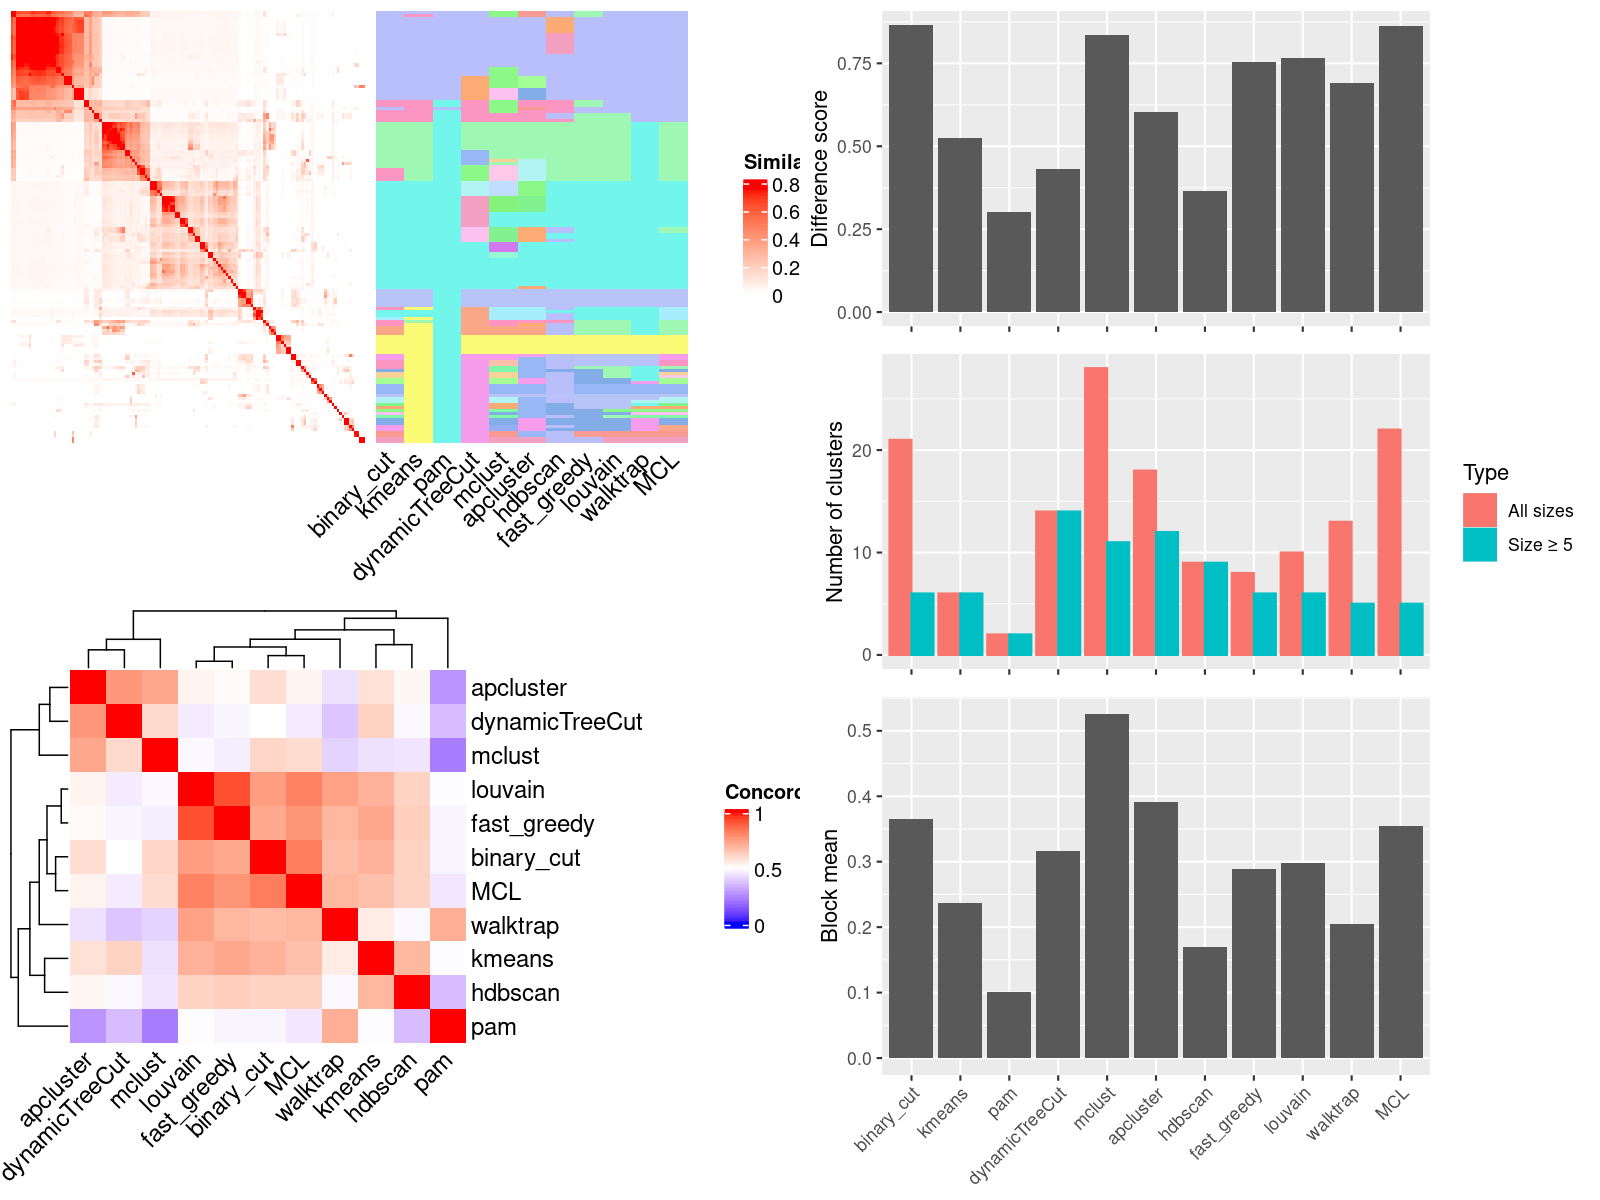 Simila
0.8
0.6
0.4
0.2
0
binary_cut
kmeans
pam
dynamicTreeCut
mclust
apcluster
hdbscan
fast_greedy
louvain
walktrap
MCL
apcluster
dynamicTreeCut
mclust
louvain
fast_greedy
binary_cut
MCL
walktrap
kmeans
hdbscan
pam
apcluster
dynamicTreeCut
mclust
louvain
fast_greedy
binary_cut
MCL
walktrap
kmeans
hdbscan
pam
Concord
1
0.5
0
Difference score
0.75
0.50
0.25
0.00
Number of clusters
20
10
0
Type
All sizes
Size ≥ 5
Block mean
0.5
0.4
0.3
0.2
0.1
0.0
binary_cut
kmeans
pam
dynamicTreeCut
mclust
apcluster
hdbscan
fast_greedy
louvain
walktrap
MCL